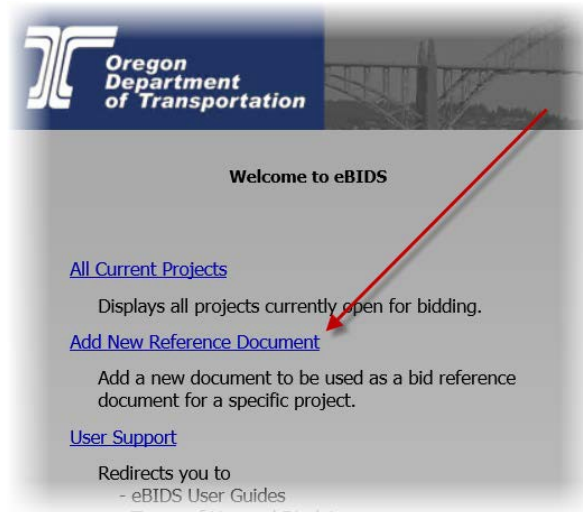 Oregon
Department
of Transportation
Welcome to eBIDS
All Current Projects
Displays all projects currently open for bidding.
Add New Reference Document
Add a new document to be used as a bid reference
document for a specific project.
User Support
Redirects you to
- eBIDS User Guides